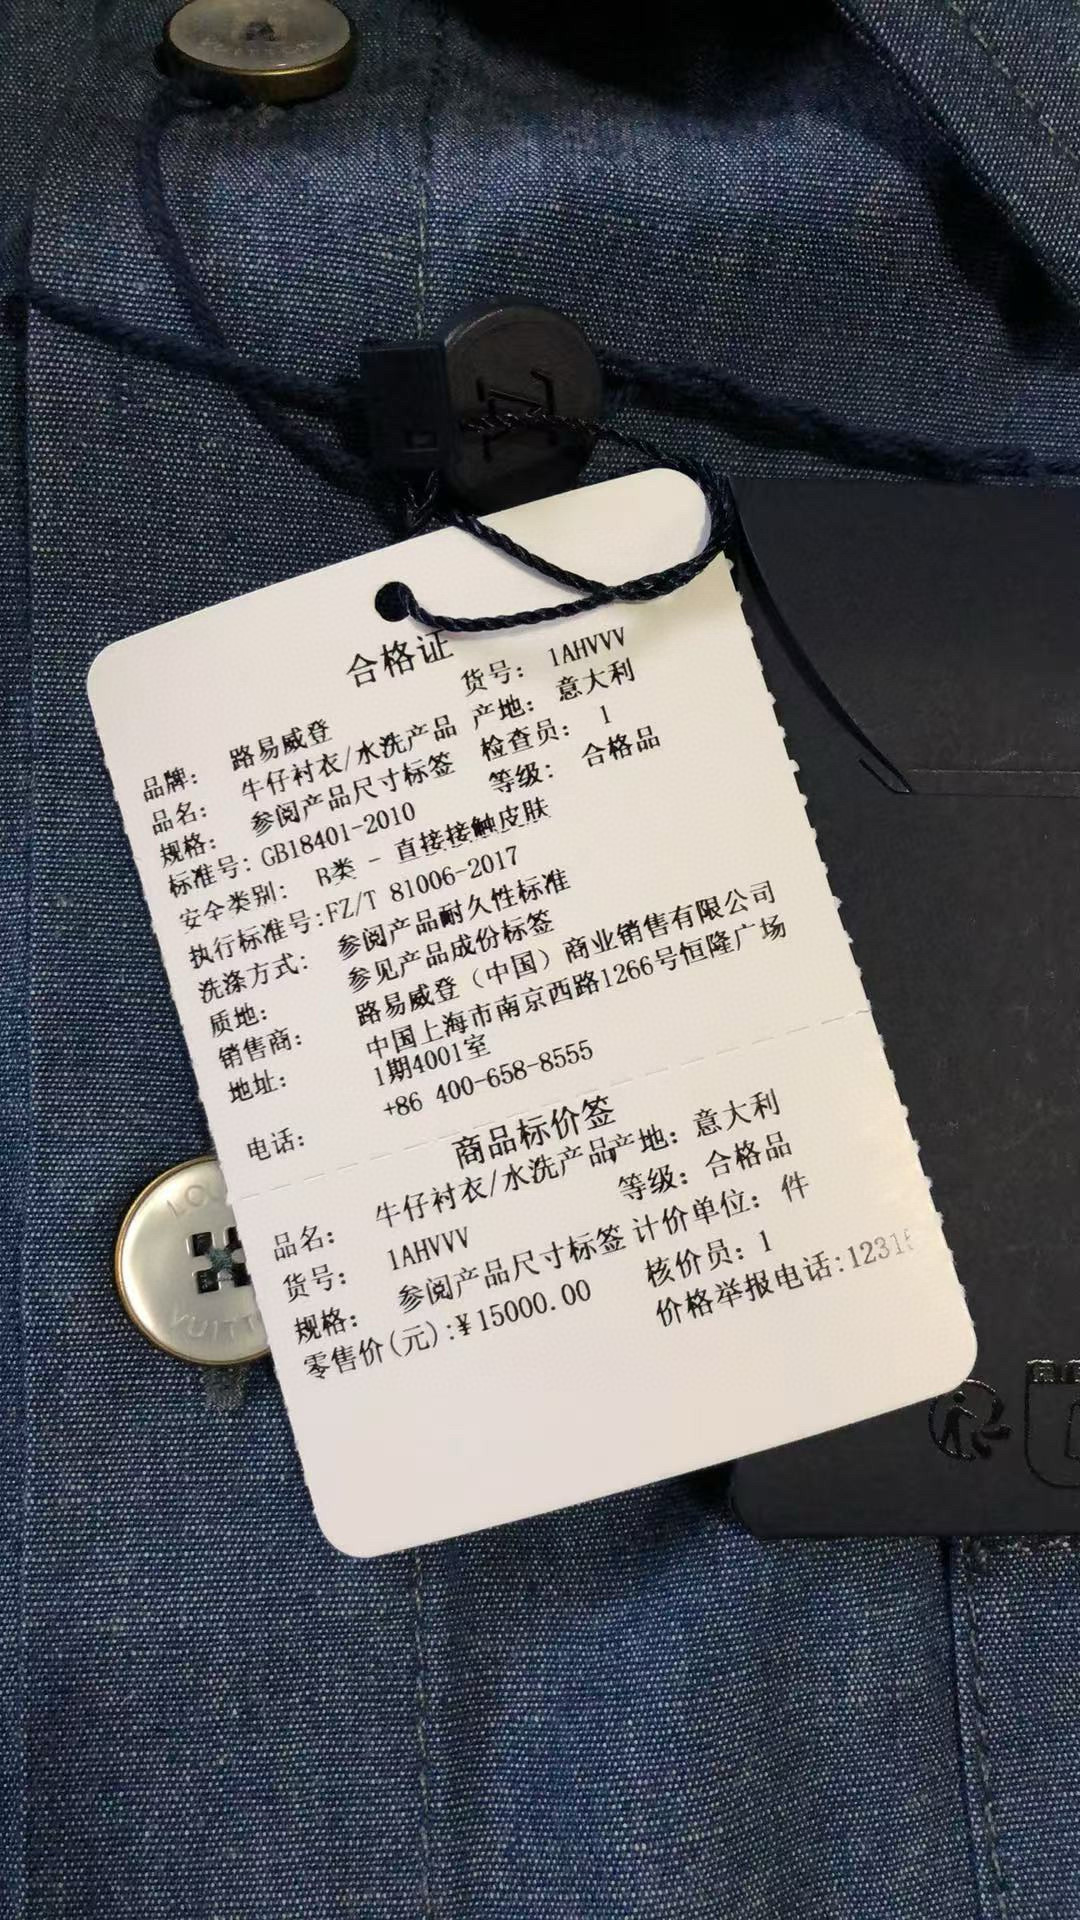 合格证
货号: 1AHVVV
品牌: 路易威登 产地: 意大利
品名: 牛仔衬衣/水洗产品 检查员: 1
规格: 参阅产品尺寸标签 等级: 合格品
标准号: GB18401-2010
安全类别: B类 - 直接接触皮肤
执行标准号:FZ/T 81006-2017
洗涤方式: 参阅产品耐久性标准
质地: 参见产品成份标签
销售商: 路易威登（中国）商业销售有限公司
地址: 中国上海市南京西路1266号恒隆广场
1期4001室
电话: +86 400-658-8555
商品标价签
品名: 牛仔衬衣/水洗产品产地: 意大利
货号: 1AHVVV 等级: 合格品
规格: 参阅产品尺寸标签 计价单位: 件
零售价(元):¥15000.00 核价员: 1
价格举报电话:12315
LV
VUITT